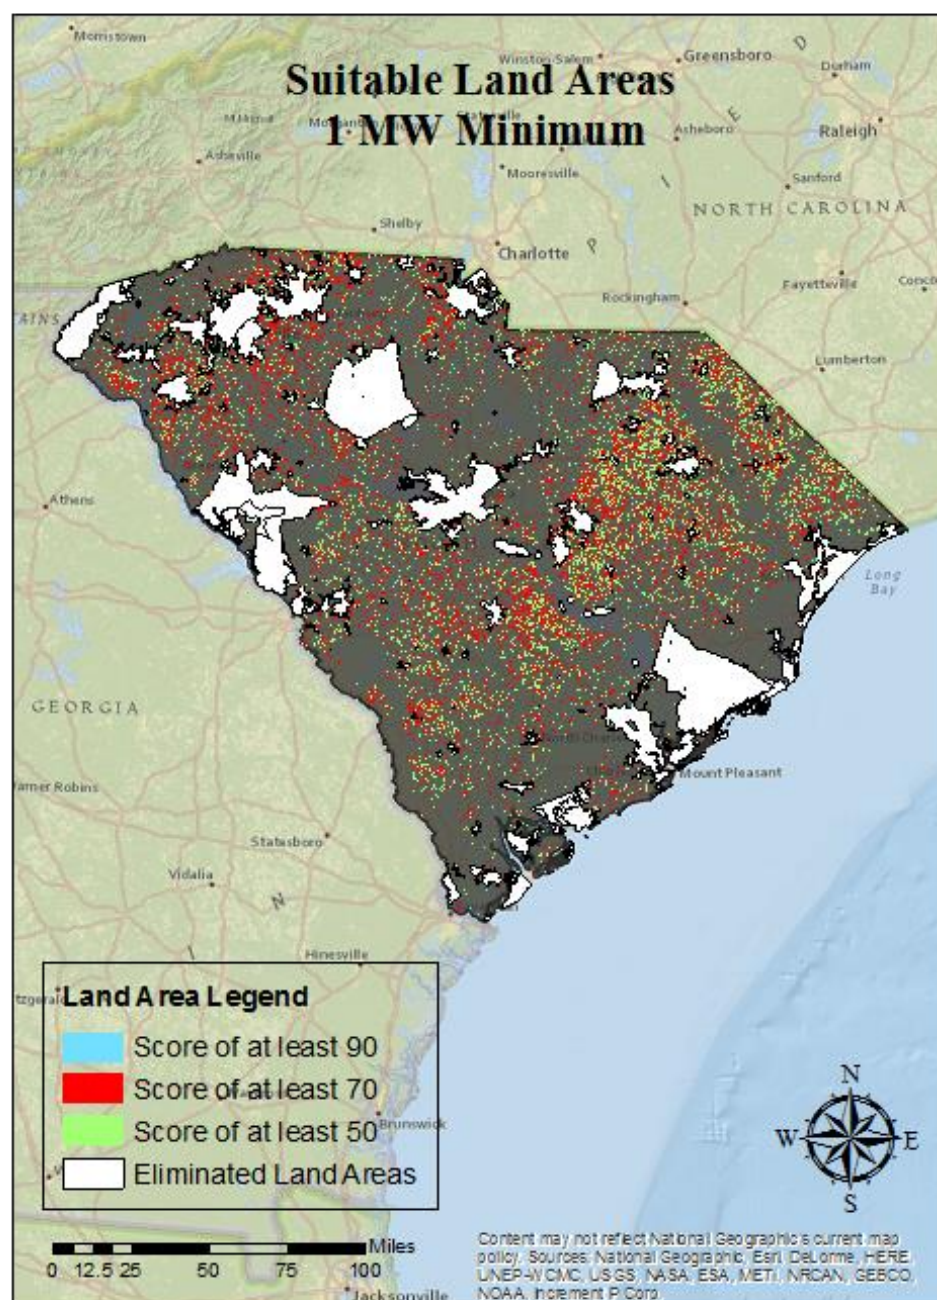 Morristown
Winston-Salem
Greensboro
Durham
D
Suitable Land Areas
1 MW Minimum
E
Asheboro
Raleigh
Asheville
Mooresville
I
Sanford
NORTH CAROLINA
Shelby
P
Charlotte
Fayetteville
Rockingham
TAINS
Lumberton
Athens
Long
Bay
GEORGIA
Mount Pleasant
Statesboro
Vidalia
N
I
Hinesville
Land Area Legend
Score of at least 90
Score of at least 70
Score of at least 50
Brunswick
Eliminated Land Areas
N
W E
S
Miles
0 12.5 25 50 75 100
Content may not reflect National Geographic's current map
policy. Sources: National Geographic, Esri, DeLorme, HERE,
UNEP-WCMC, USGS, NASA, ESA, METI, NRCAN, GEBCO,
NOAA, increment P Corp.
Jacksonville